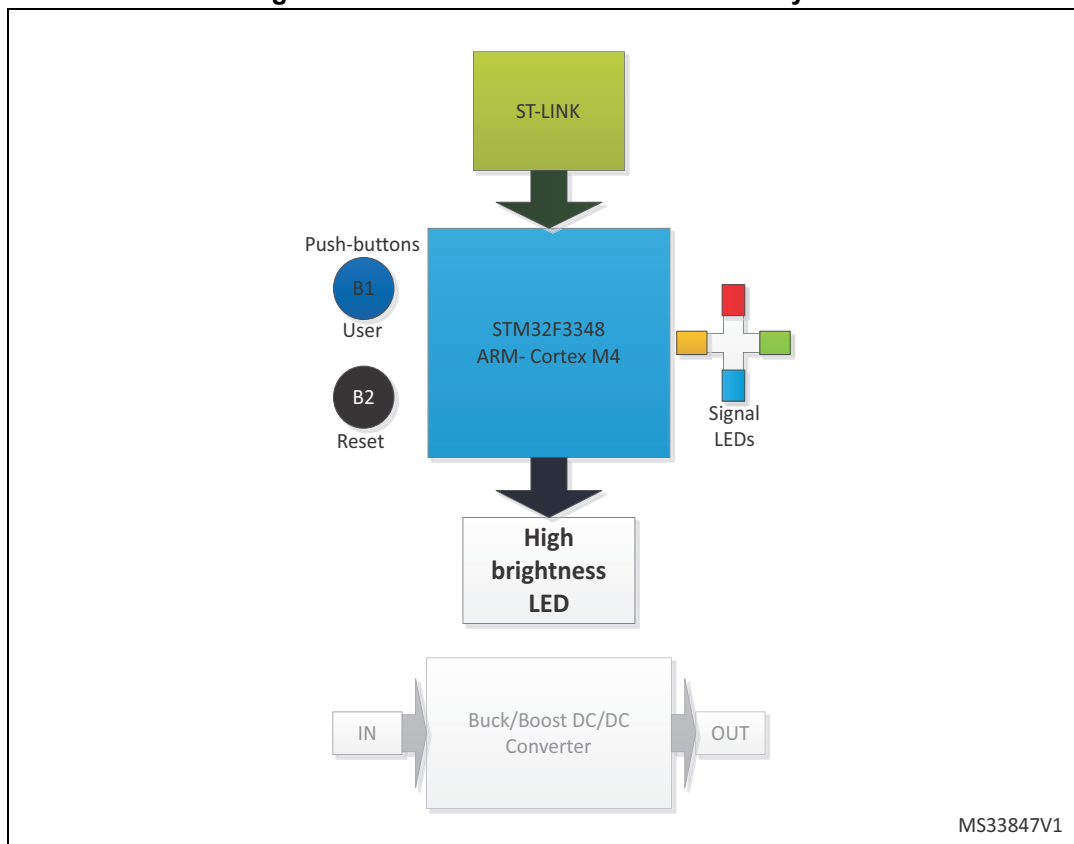 ST-LINK
Push-buttons
B1
User
STM32F3348
ARM- Cortex M4
B2
Reset
Signal
LEDs
High
brightness
LED
IN
Buck/Boost DC/DC
Converter
OUT
MS33847V1